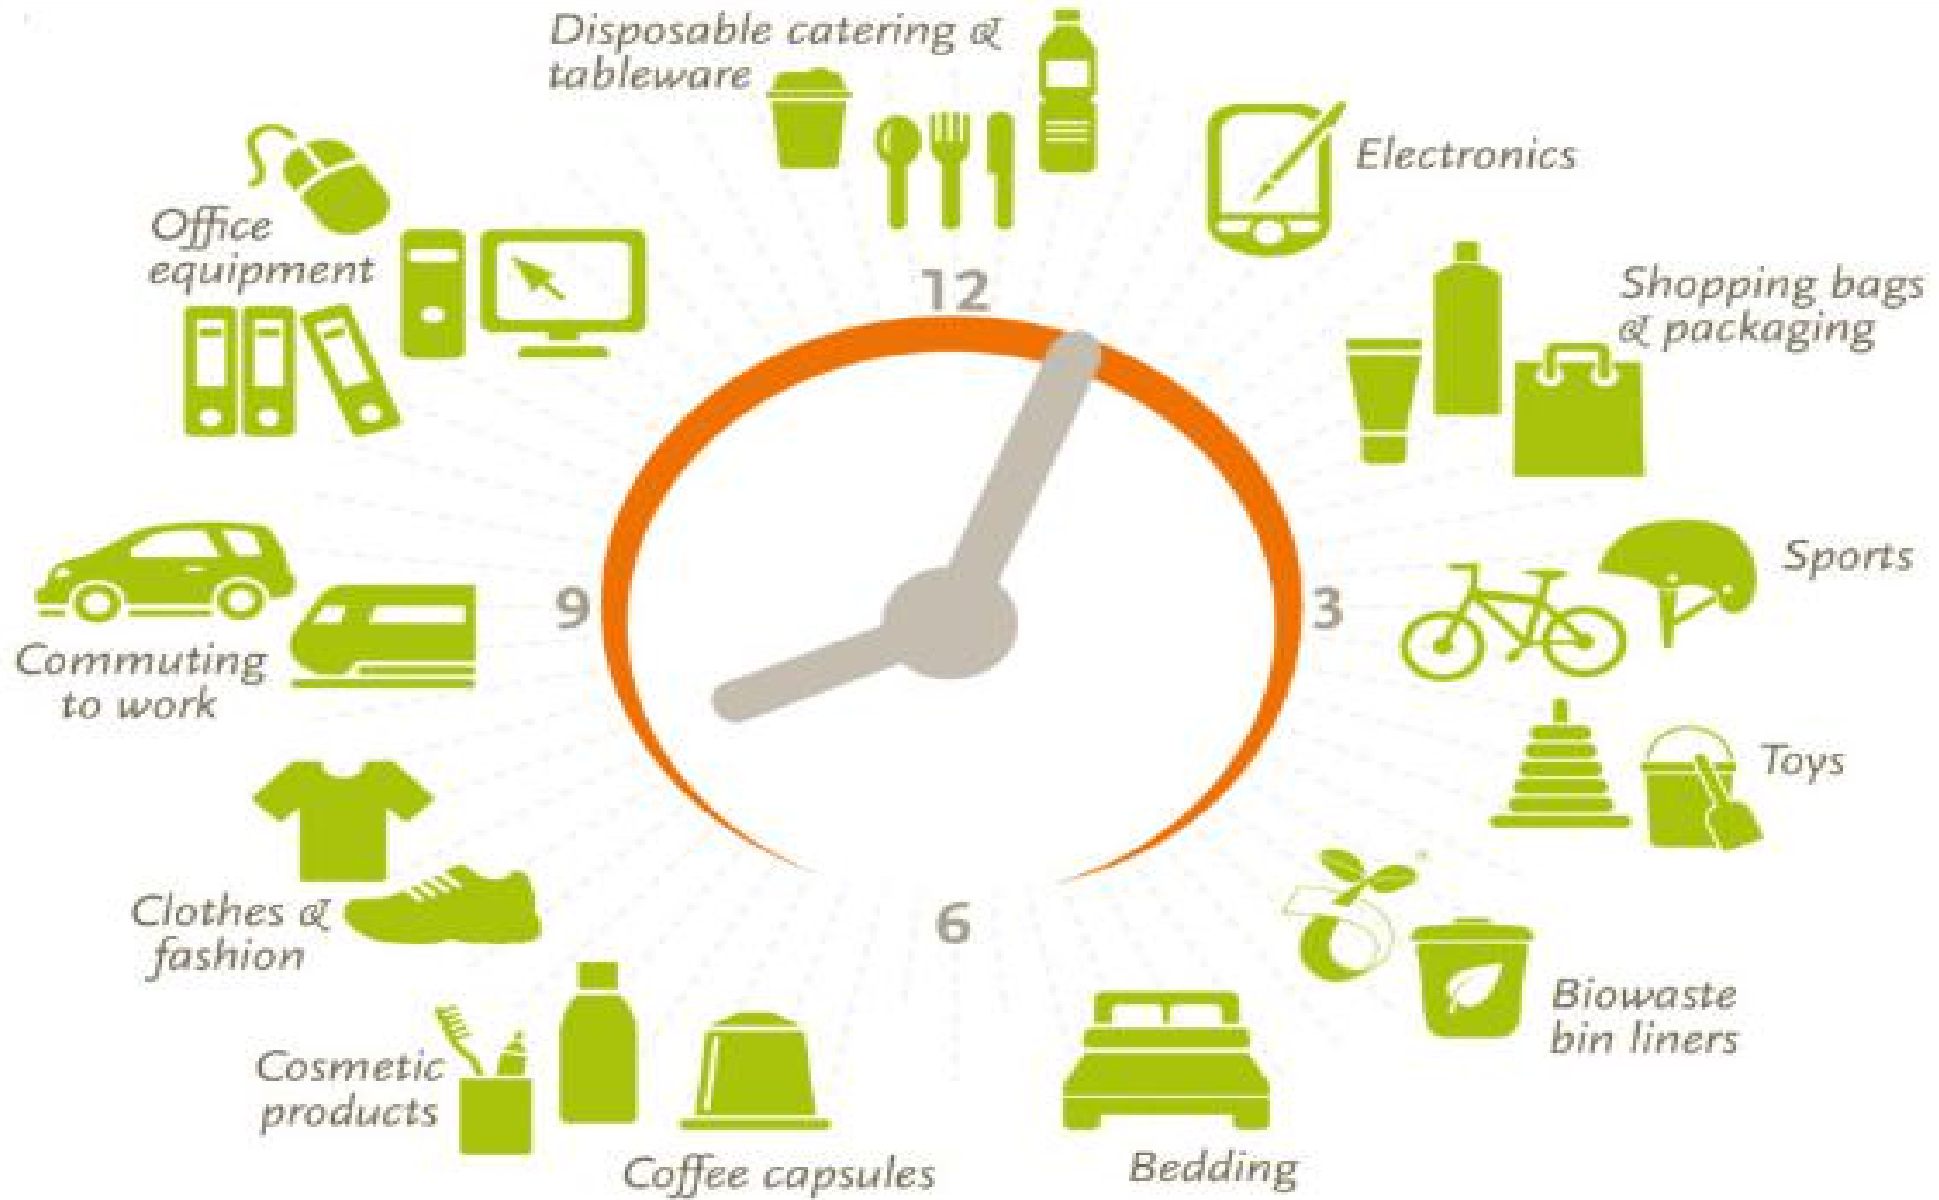 Disposable catering &
tableware
Electronics
Office
equipment
Shopping bags
& packaging
12
Sports
9
3
Commuting
to work
Toys
Clothes &
fashion
6
Biowaste
bin liners
Cosmetic
products
Coffee capsules
Bedding